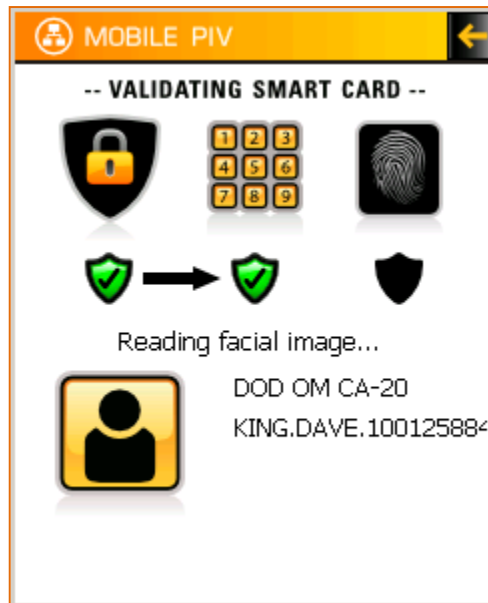 MOBILE PIV
-- VALIDATING SMART CARD --
1 2 3
4 5 6
7 8 9
Reading facial image...
DOD OM CA-20
KING.DAVE.100125884